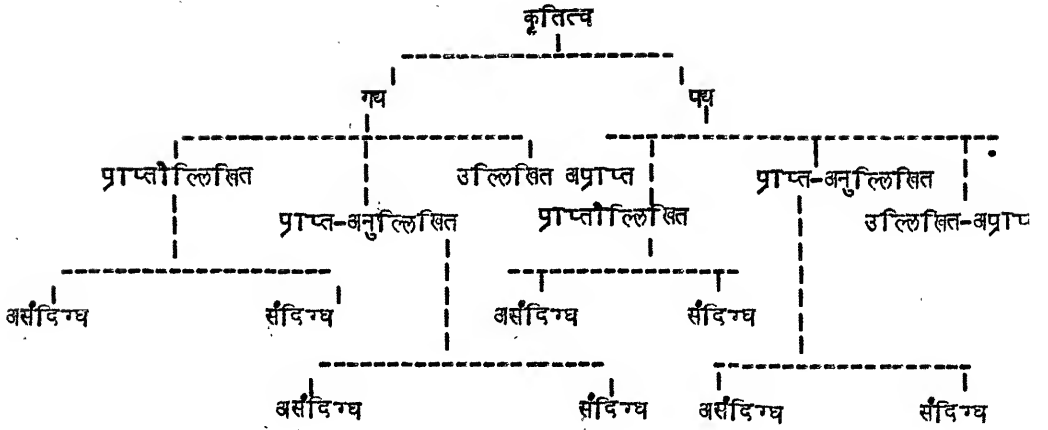 कृतित्व
गद्य पद्य
प्राप्तोल्लिखित उल्लिखित अप्राप्त प्राप्त-अनुल्लिखित
प्राप्त-अनुल्लिखित प्राप्तोल्लिखित उल्लिखित-अप्राप्
असंदिग्ध संदिग्ध असंदिग्ध संदिग्ध
असंदिग्ध संदिग्ध असंदिग्ध संदिग्ध